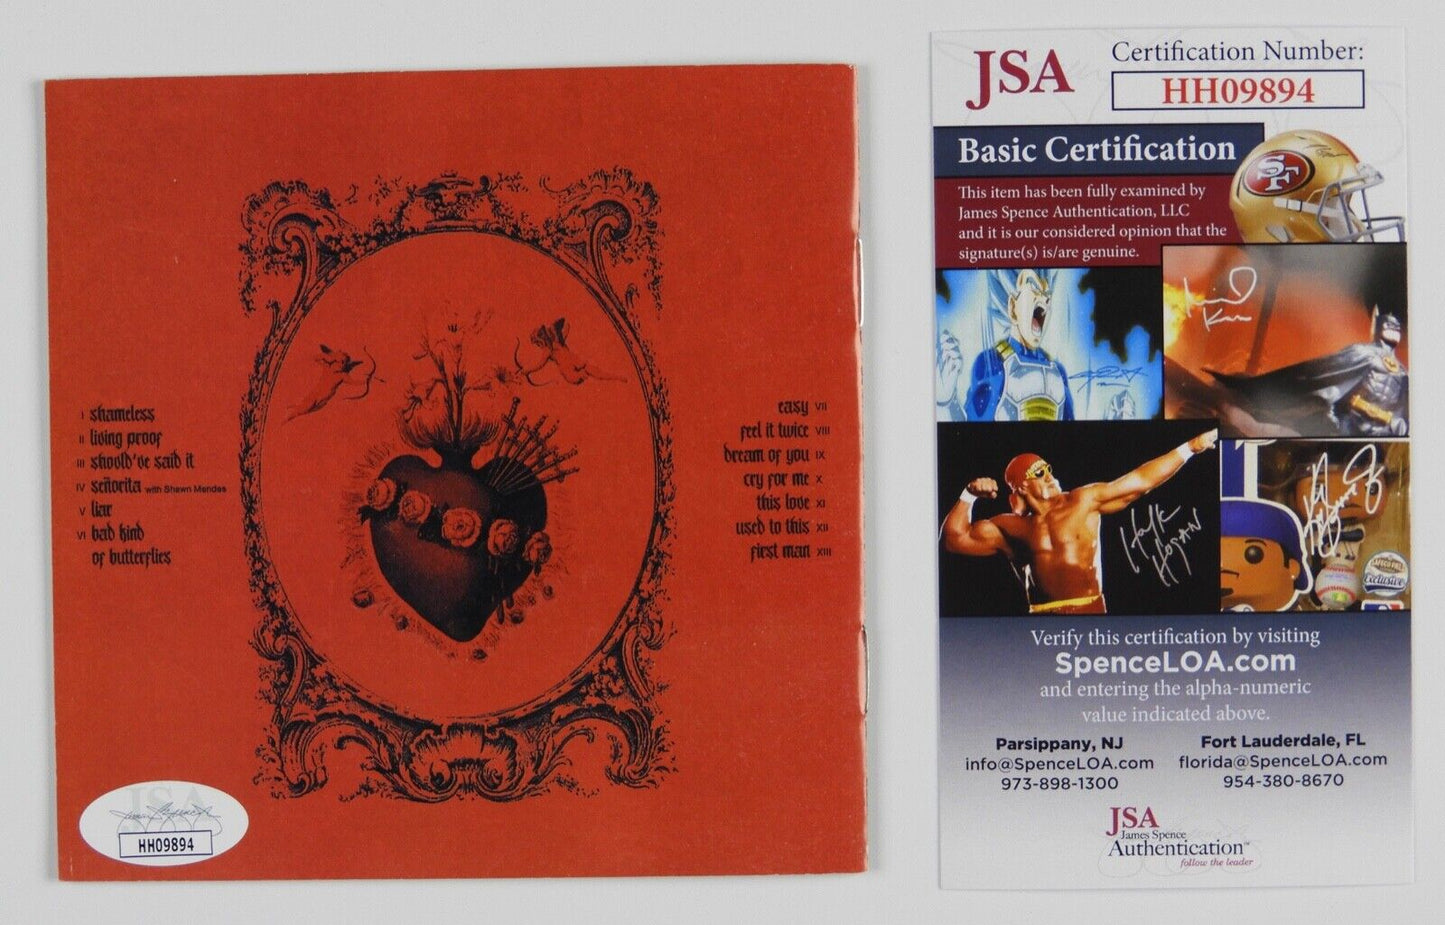 I shameless
II living proof
III should've said it
IV señorita with Shawn Mendes
V liar
VI bad kind
of butterflies
easy VII
feel it twice VIII
dream of you IX
cry for me X
this love XI
used to this XII
first man XIII
JSA
HH09894
JSA
Certification Number:
HH09894
Basic Certification
This item has been fully examined by
James Spence Authentication, LLC
and it is our considered opinion that the
signature(s) is/are genuine.
SF
Hulk
Hogan
Exclusive
Verify this certification by visiting
SpenceLOA.com
and entering the alpha-numeric
value indicated above.
Parsippany, NJ
info@SpenceLOA.com
973-898-1300
Fort Lauderdale, FL
florida@SpenceLOA.com
954-380-8670
JSA
James Spence
Authentication™
follow the leader